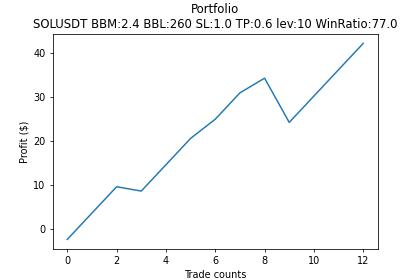 Portfolio
SOLUSDT BBM:2.4 BBL:260 SL:1.0 TP:0.6 lev:10 WinRatio:77.0
40
30
20
10
0
Profit ($)
0 2 4 6 8 10 12
Trade counts